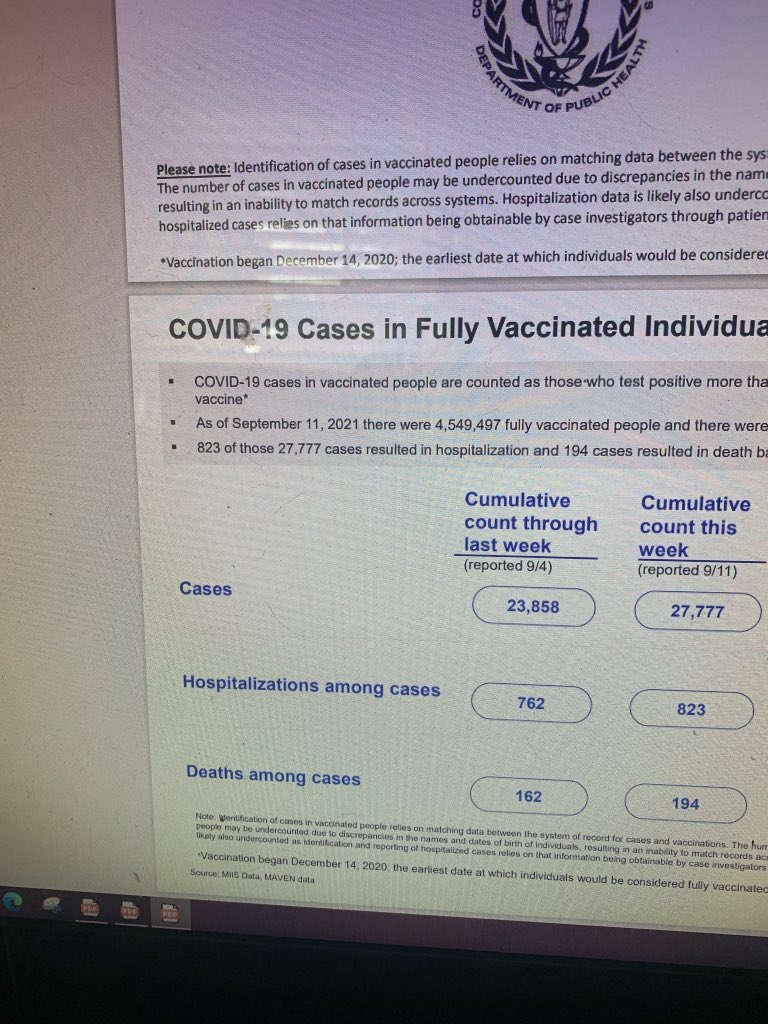 DEPARTMENT OF PUBLIC HEALTH
Please note: Identification of cases in vaccinated people relies on matching data between the sys
The number of cases in vaccinated people may be undercounted due to discrepancies in the name
resulting in an inability to match records across systems. Hospitalization data is likely also underco
hospitalized cases relies on that information being obtainable by case investigators through patien
*Vaccination began December 14, 2020; the earliest date at which individuals would be considered
COVID-19 Cases in Fully Vaccinated Individua
▪ COVID-19 cases in vaccinated people are counted as those who test positive more tha
vaccine*
▪ As of September 11, 2021 there were 4,549,497 fully vaccinated people and there were
▪ 823 of those 27,777 cases resulted in hospitalization and 194 cases resulted in death ba
Cumulative Cumulative
count through count this
last week week
(reported 9/4) (reported 9/11)
Cases 23,858 27,777
Hospitalizations among cases 762 823
Deaths among cases 162 194
Note: Identification of cases in vaccinated people relies on matching data between the system of record for cases and vaccinations. The num
people may be undercounted due to discrepancies in the names and dates of birth of individuals, resulting in an inability to match records acr
likely also undercounted as identification and reporting of hospitalized cases relies on that information being obtainable by case investigators
*Vaccination began December 14, 2020; the earliest date at which individuals would be considered fully vaccinated
Source: MIIS Data, MAVEN data
PDF PDF PDF